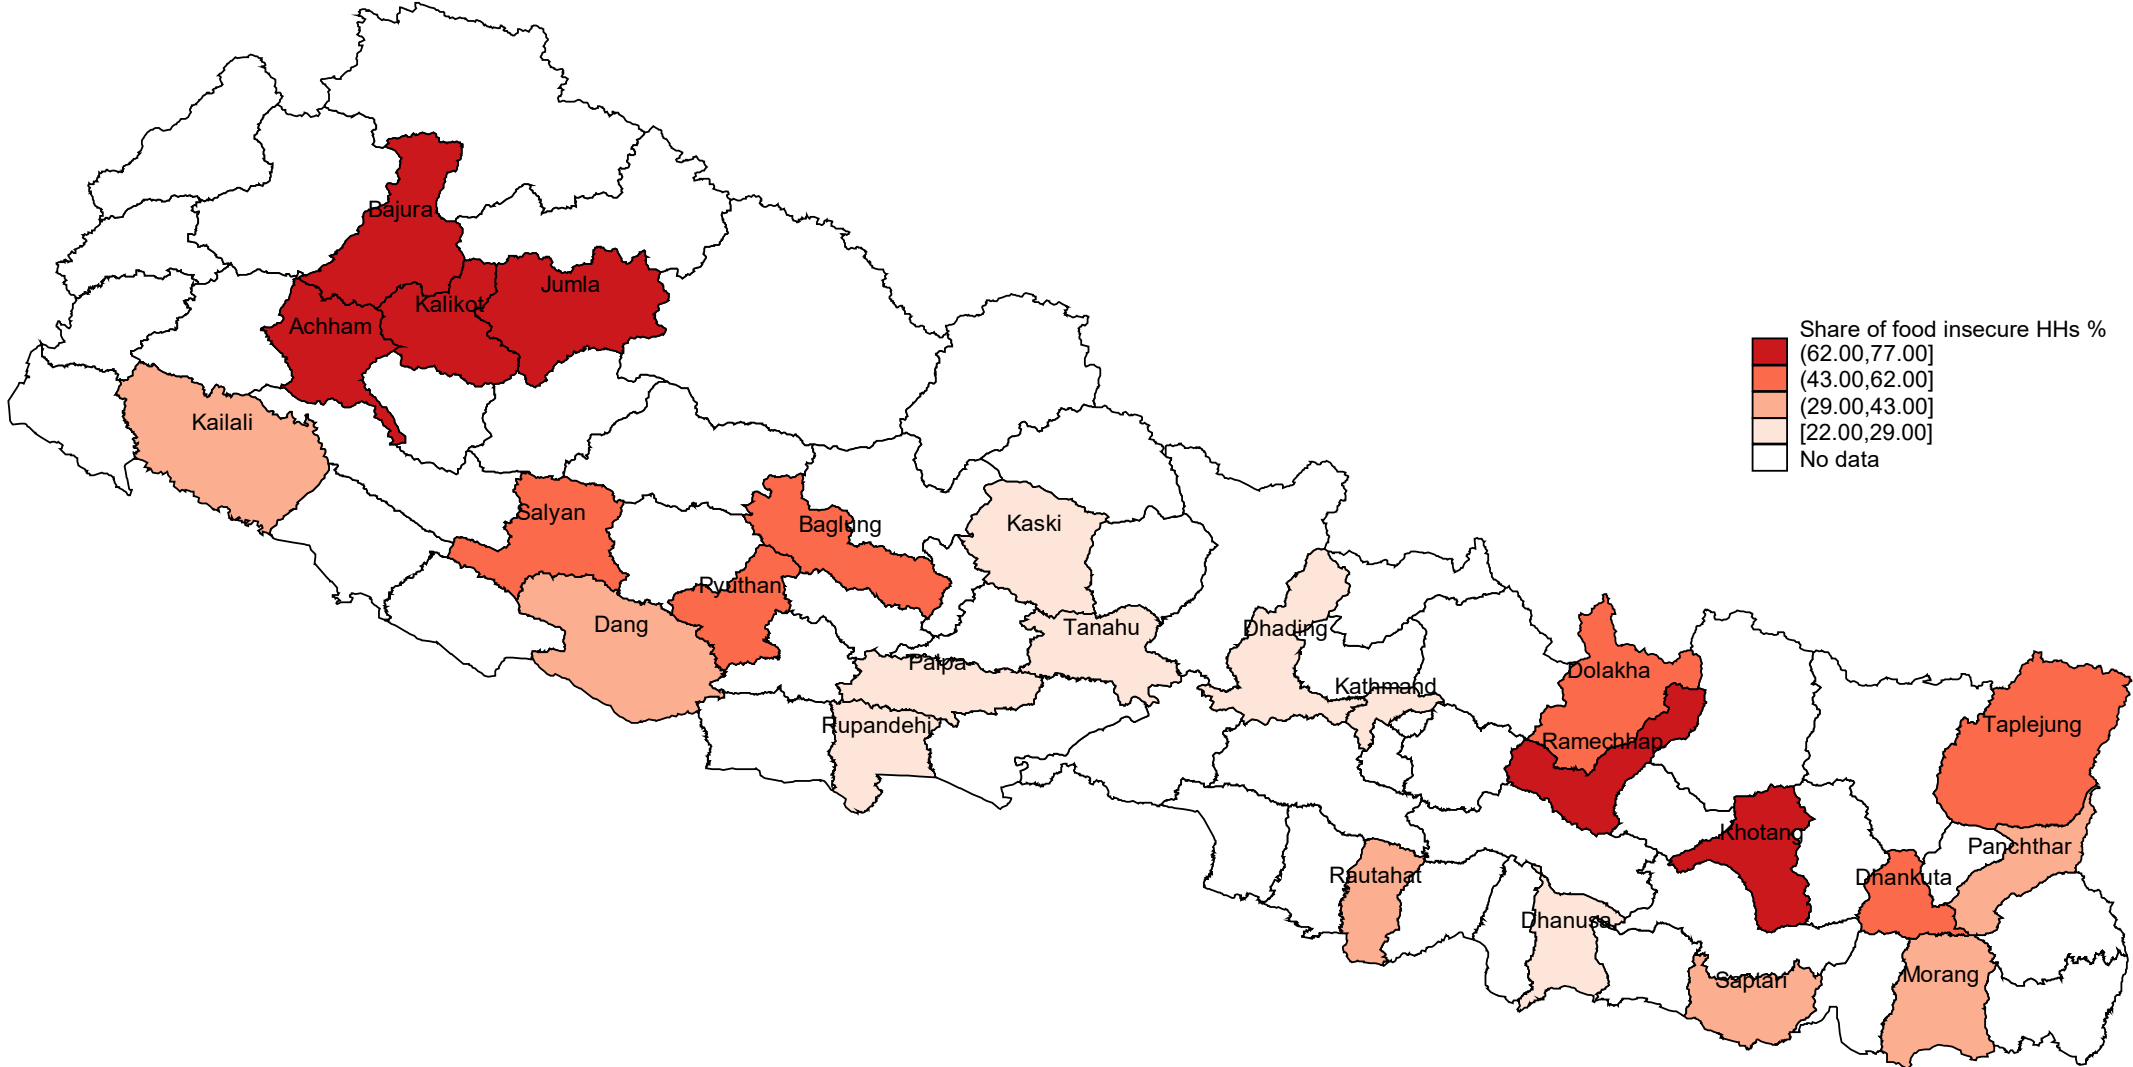 Bajura
Jumla
Kalikot
Achham
Share of food insecure HHs %
(62.00,77.00]
(43.00,62.00]
(29.00,43.00]
[22.00,29.00]
No data
Kailali
Salyan
Baglung
Kaski
Pyuthan
Dang
Tanahu
Dhading
Palpa
Dolakha
Kathmand
Rupandehi
Taplejung
Ramechhap
Khotang
Panchthar
Rautahat
Dhankuta
Dhanusa
Saptari
Morang